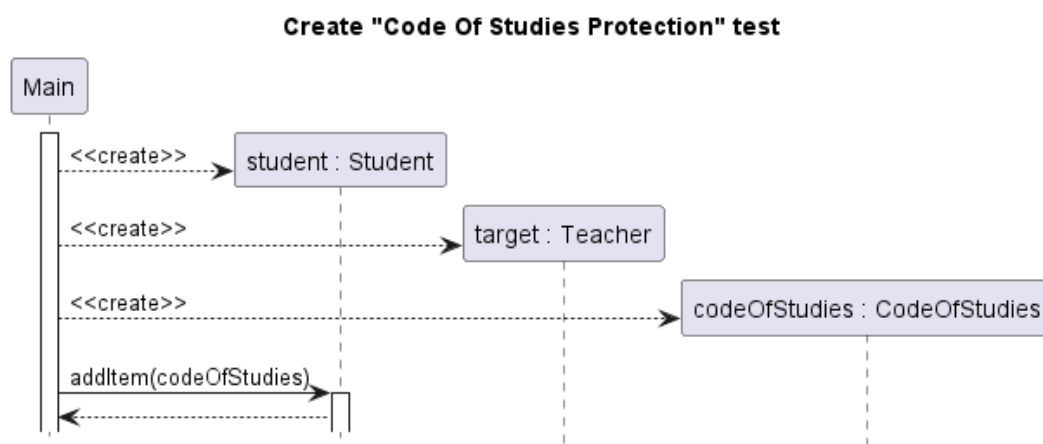 Create "Code Of Studies Protection" test
Main
<<create>>
student : Student
<<create>>
target : Teacher
<<create>>
codeOfStudies : CodeOfStudies
addItem(codeOfStudies)